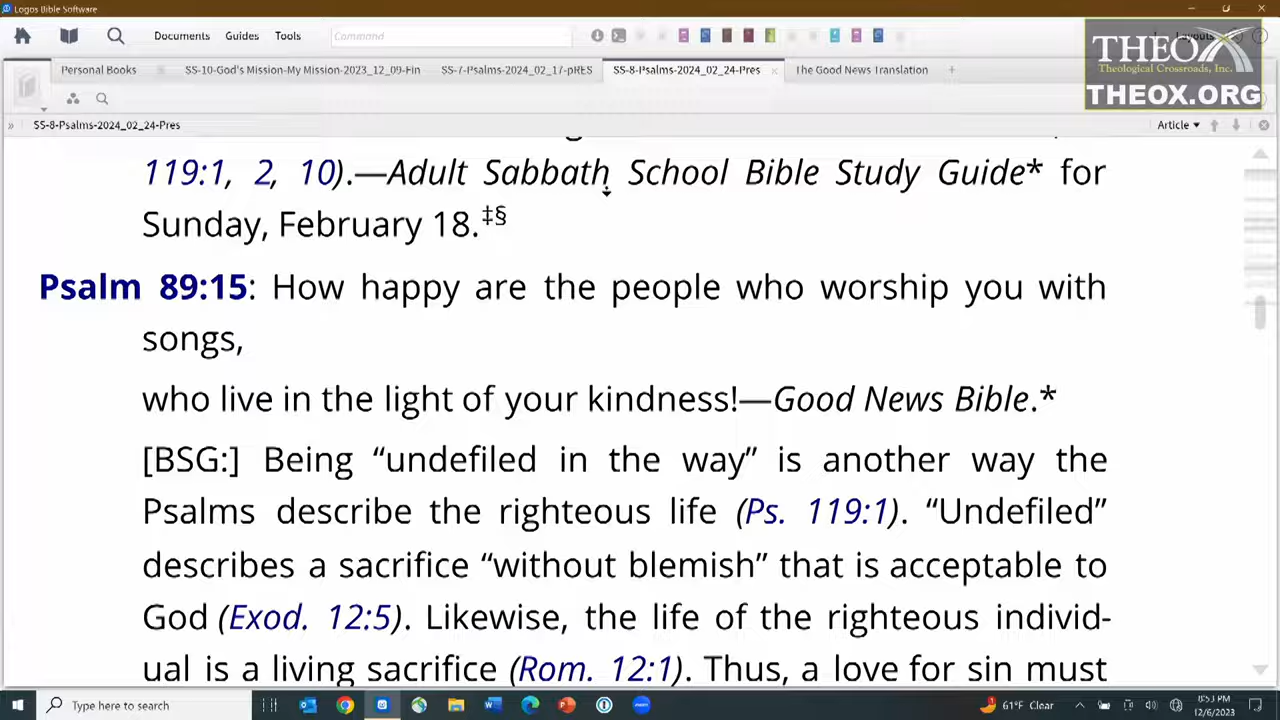 Logos Bible Software
Documents Guides Tools Command Layouts
THEOX
Theological Crossroads, Inc.
THEOX.ORG
Personal Books SS-10-God's Mission-My Mission-2023_12_09-Fin 24_02_17-pRES SS-8-Psalms-2024_02_24-Pres The Good News Translation
SS-8-Psalms-2024_02_24-Pres Article
119:1, 2, 10).—Adult Sabbath School Bible Study Guide* for
Sunday, February 18.‡§
Psalm 89:15: How happy are the people who worship you with
songs,
who live in the light of your kindness!—Good News Bible.*
[BSG:] Being “undefiled in the way” is another way the
Psalms describe the righteous life (Ps. 119:1). “Undefiled”
describes a sacrifice “without blemish” that is acceptable to
God (Exod. 12:5). Likewise, the life of the righteous individ-
ual is a living sacrifice (Rom. 12:1). Thus, a love for sin must
Type here to search 61°F Clear 8:53 PM
12/6/2023